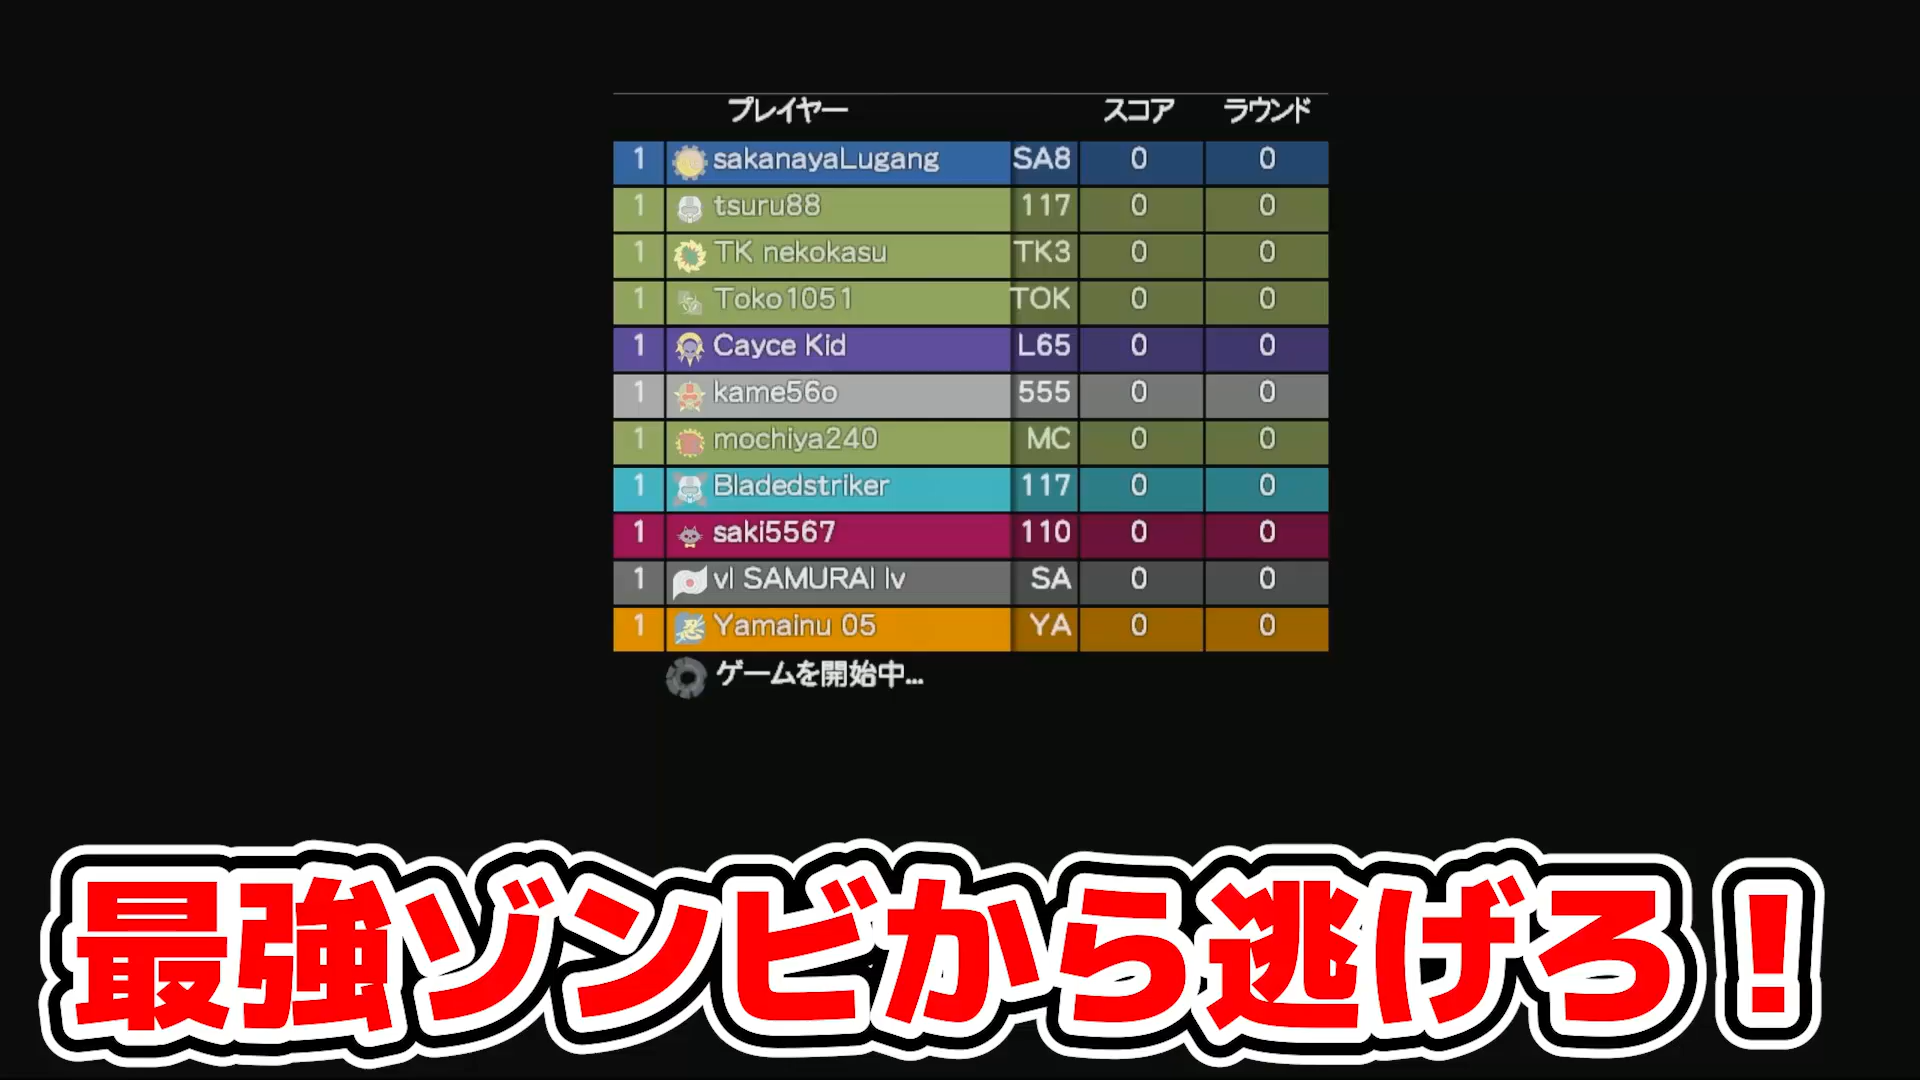 プレイヤー スコア ラウンド
1 sakanayaLugang SA8 0 0
1 tsuru88 117 0 0
1 TK nekokasu TK3 0 0
1 Toko1051 TOK 0 0
1 Cayce Kid L65 0 0
1 kame56o 555 0 0
1 mochiya240 MC 0 0
1 Bladedstriker 117 0 0
1 saki5567 110 0 0
1 vl SAMURAI lv SA 0 0
1 忍 Yamainu 05 YA 0 0
ゲームを開始中...
最強ゾンビから逃げろ！